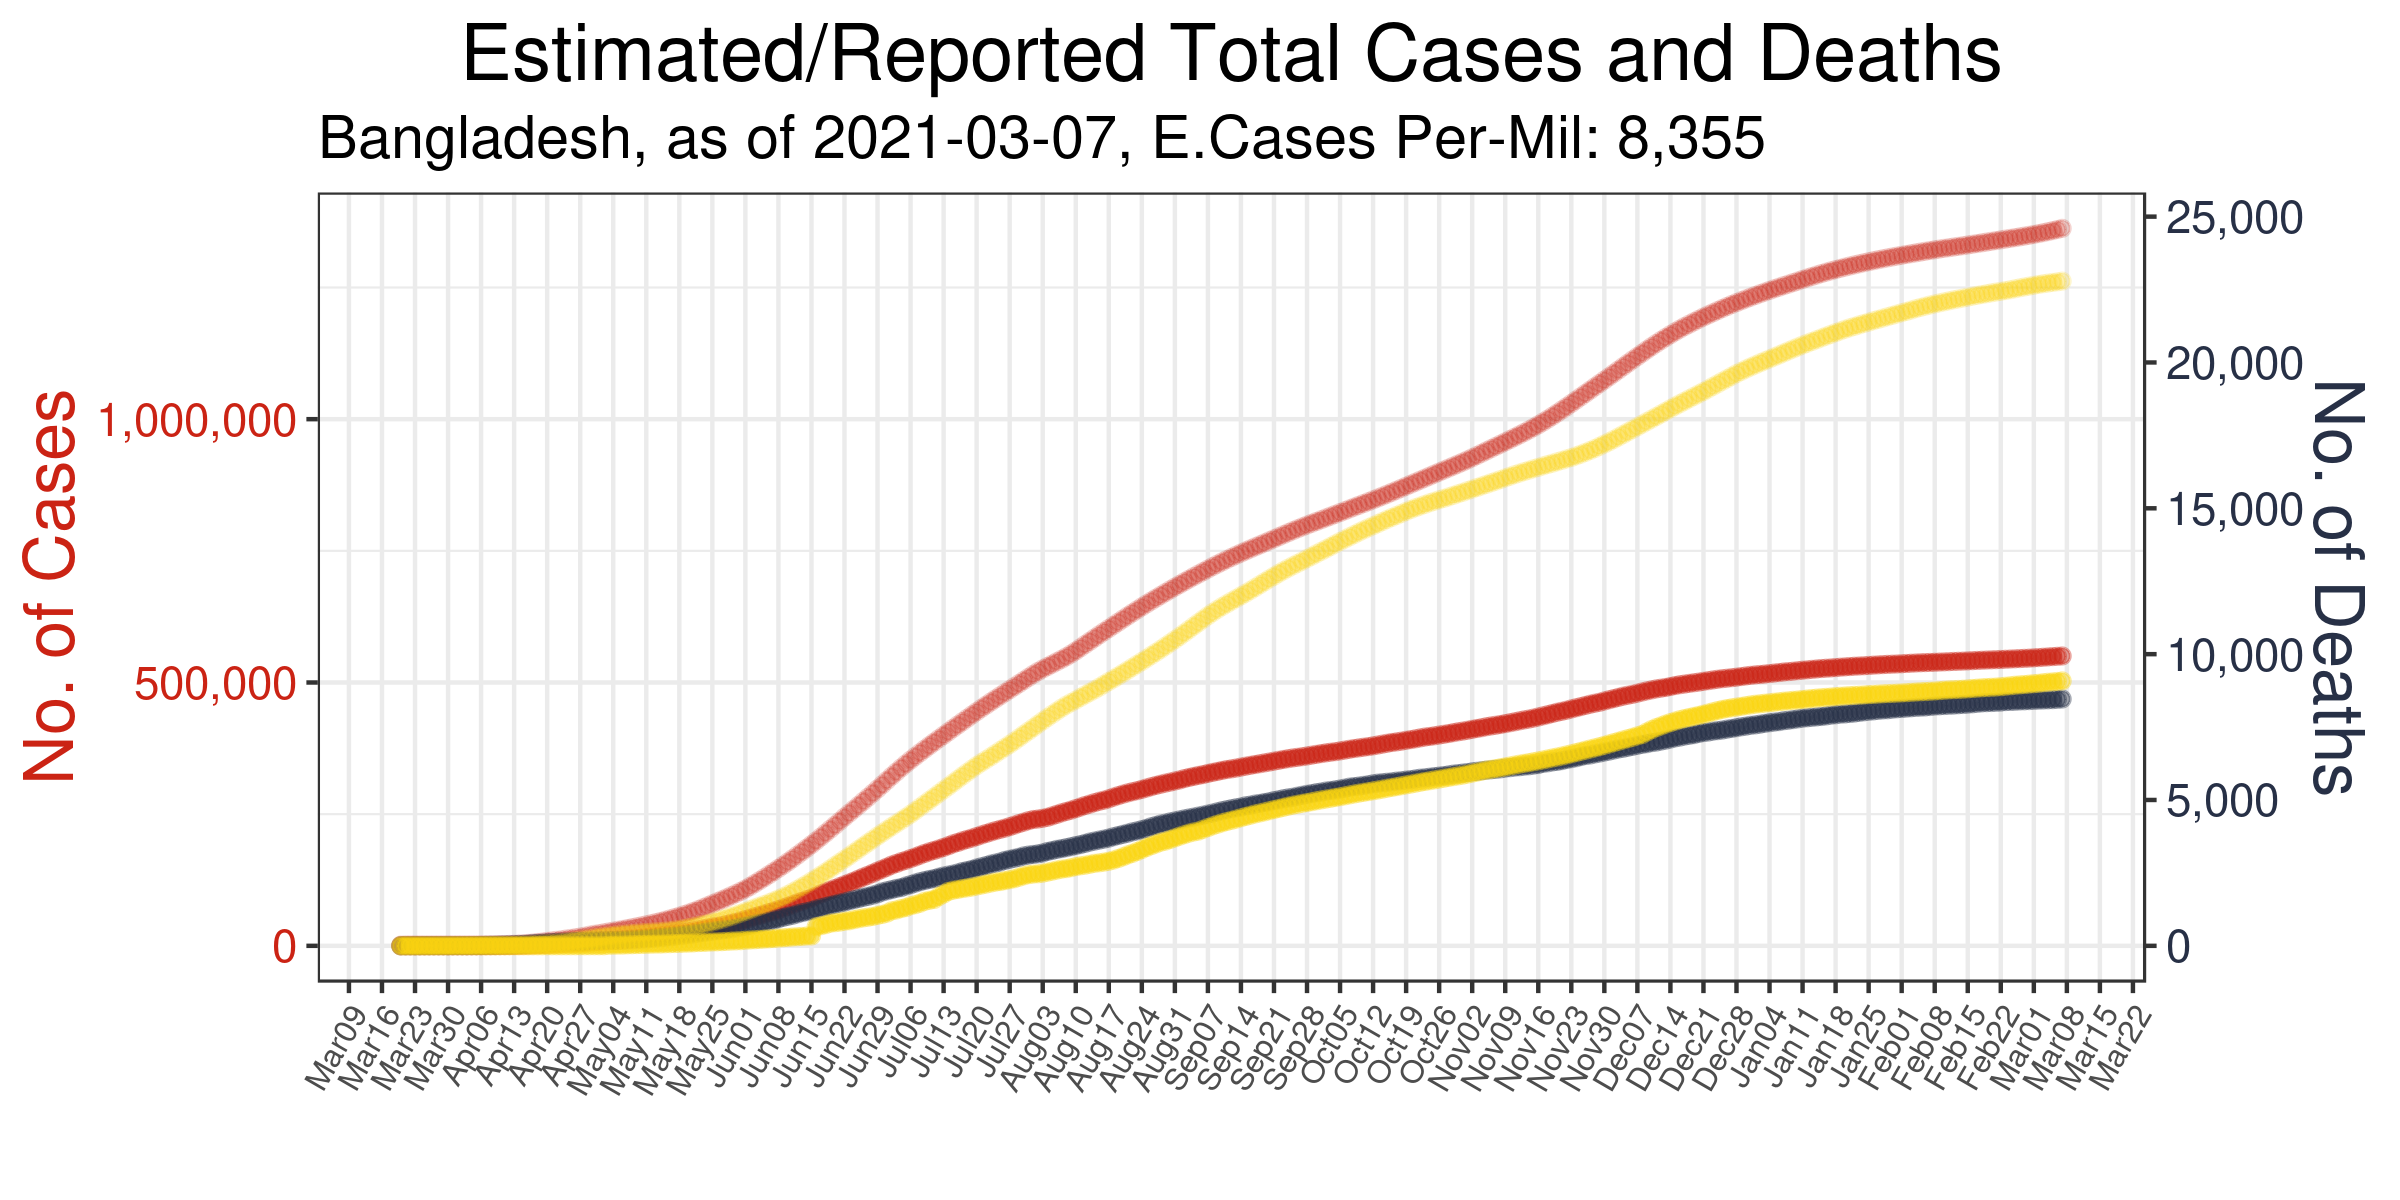 Estimated/Reported Total Cases and Deaths
Bangladesh, as of 2021-03-07, E.Cases Per-Mil: 8,355
No. of Cases
1,000,000
500,000
0
25,000
20,000
15,000
10,000
5,000
0
No. of Deaths
Mar09 Mar16 Mar23 Mar30 Apr06 Apr13 Apr20 Apr27 May04 May11 May18 May25 Jun01 Jun08 Jun15 Jun22 Jun29 Jul06 Jul13 Jul20 Jul27 Aug03 Aug10 Aug17 Aug24 Aug31 Sep07 Sep14 Sep21 Sep28 Oct05 Oct12 Oct19 Oct26 Nov02 Nov09 Nov16 Nov23 Nov30 Dec07 Dec14 Dec21 Dec28 Jan04 Jan11 Jan18 Jan25 Feb01 Feb08 Feb15 Feb22 Mar01 Mar08 Mar15 Mar22